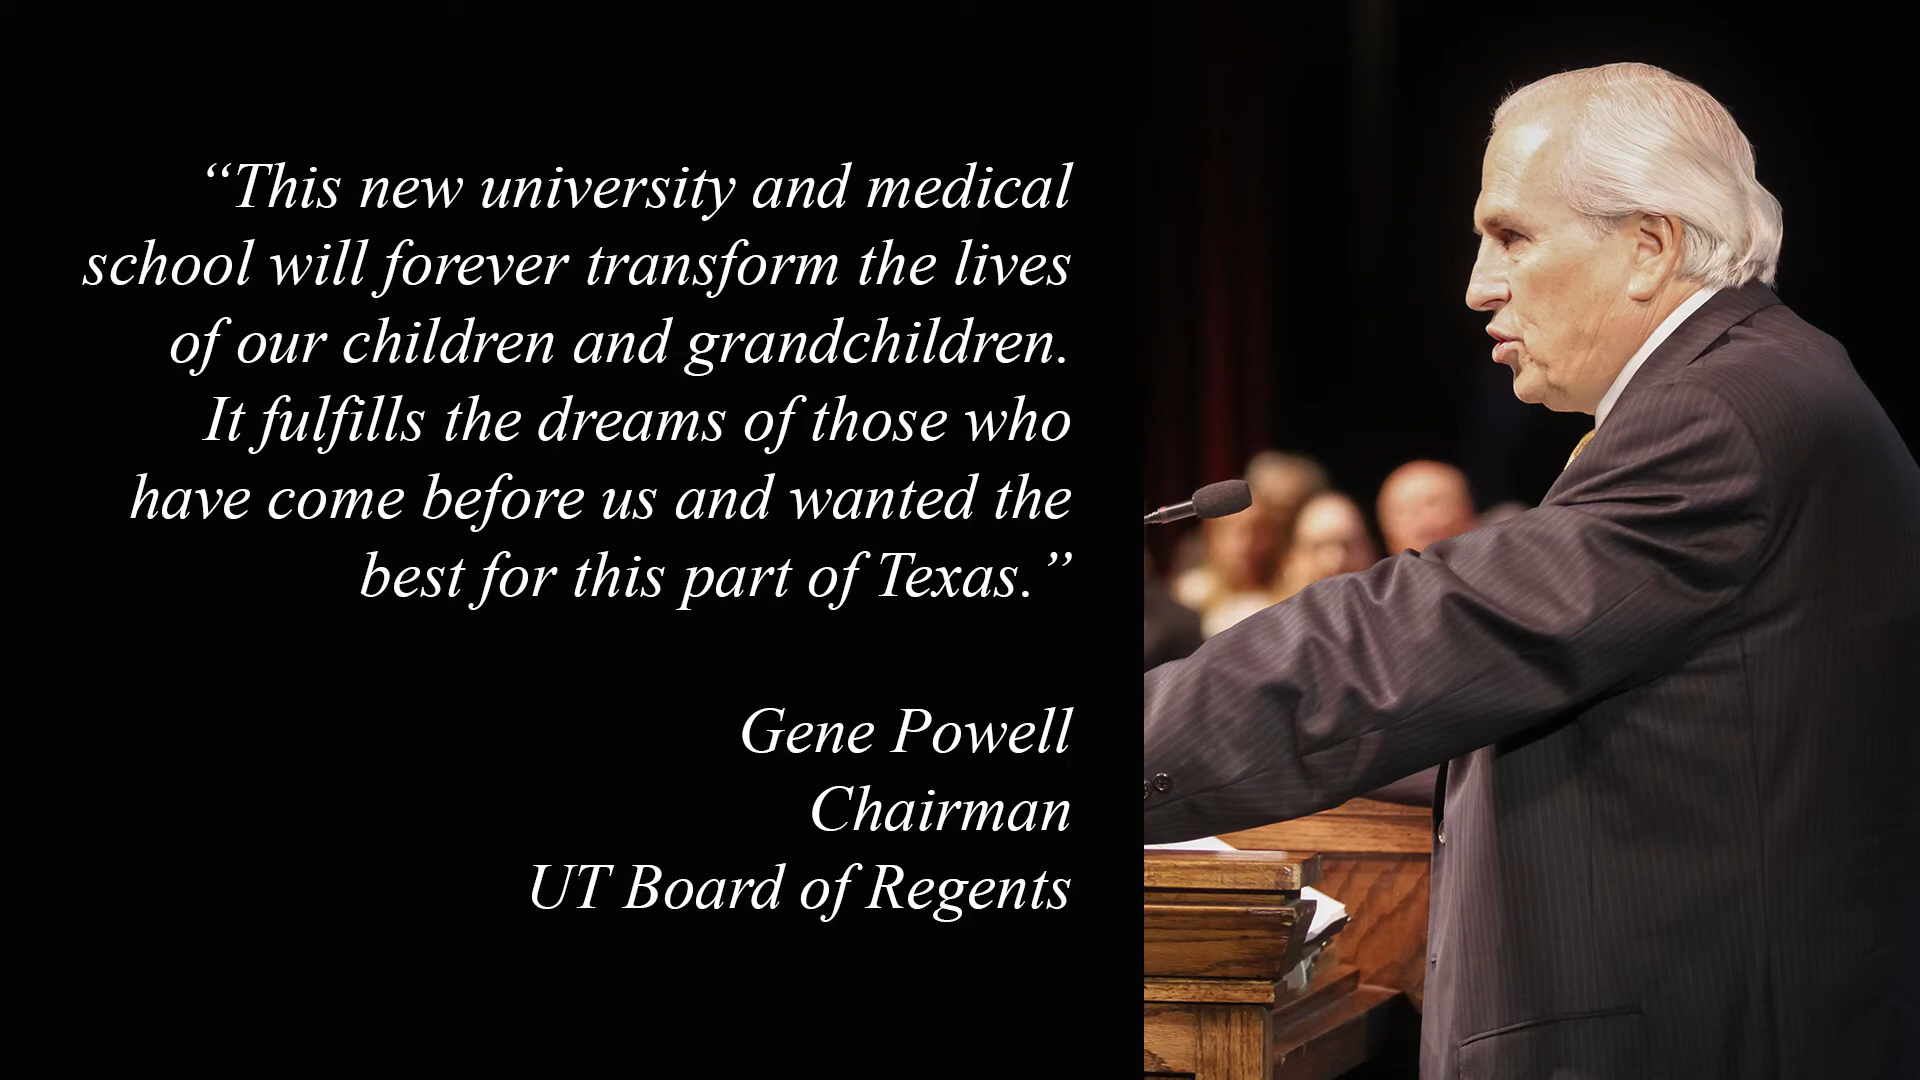 “This new university and medical
school will forever transform the lives
of our children and grandchildren.
It fulfills the dreams of those who
have come before us and wanted the
best for this part of Texas.”
Gene Powell
Chairman
UT Board of Regents